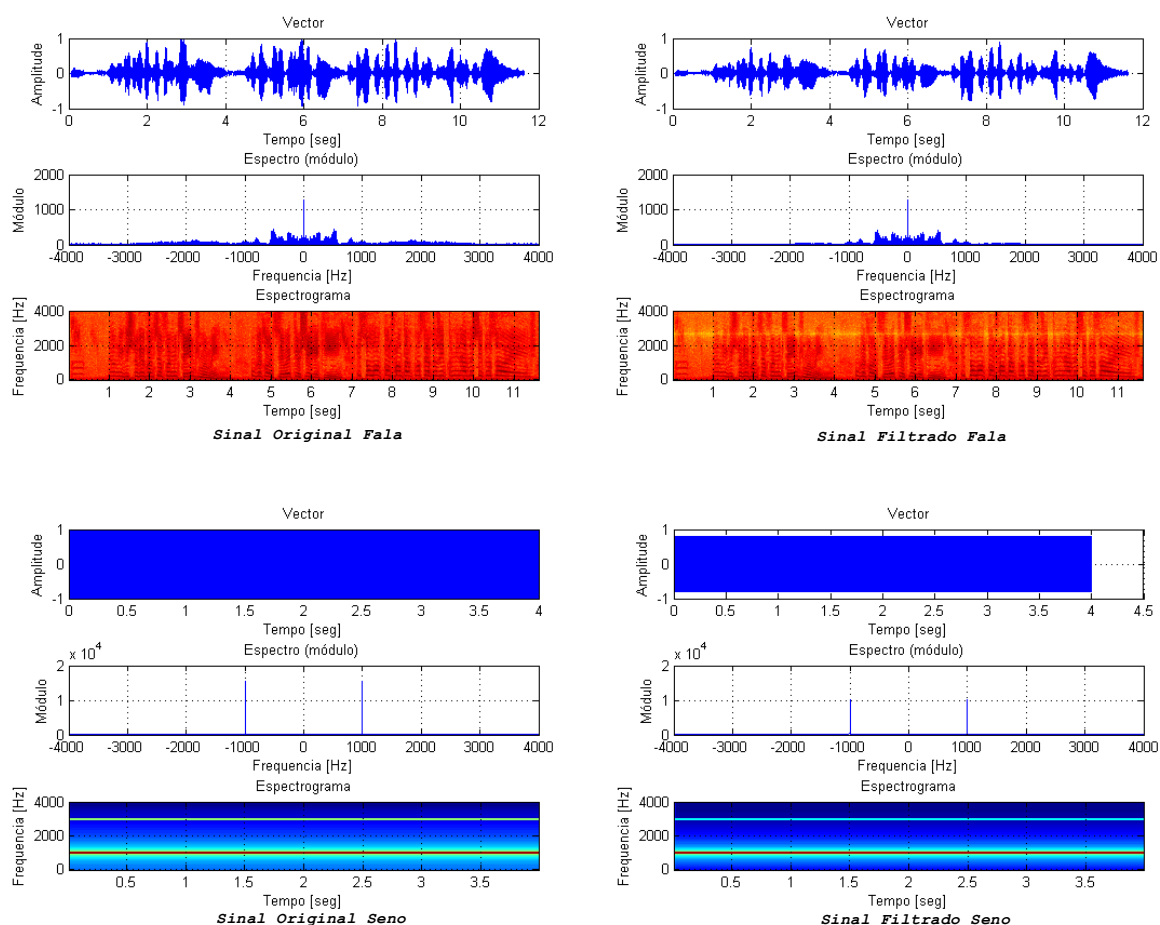 Vector
Amplitude
1
0
-1
0 2 4 6 8 10 12
Tempo [seg]
Espectro (módulo)
Módulo
2000
1000
0
-4000 -3000 -2000 -1000 0 1000 2000 3000 4000
Frequencia [Hz]
Espectrograma
Frequencia [Hz]
4000
2000
0
1 2 3 4 5 6 7 8 9 10 11
Tempo [seg]
Sinal Original Fala
Vector
Amplitude
1
0
-1
0 2 4 6 8 10 12
Tempo [seg]
Espectro (módulo)
Módulo
2000
1000
0
-4000 -3000 -2000 -1000 0 1000 2000 3000 4000
Frequencia [Hz]
Espectrograma
Frequencia [Hz]
4000
2000
0
1 2 3 4 5 6 7 8 9 10 11
Tempo [seg]
Sinal Filtrado Fala
Vector
Amplitude
1
0
-1
0 0.5 1 1.5 2 2.5 3 3.5 4
Tempo [seg]
Espectro (módulo)
x 10^4
Módulo
2
1
0
-4000 -3000 -2000 -1000 0 1000 2000 3000 4000
Frequencia [Hz]
Espectrograma
Frequencia [Hz]
4000
2000
0
0.5 1 1.5 2 2.5 3 3.5
Tempo [seg]
Sinal Original Seno
Vector
Amplitude
1
0
-1
0 0.5 1 1.5 2 2.5 3 3.5 4 4.5
Tempo [seg]
Espectro (módulo)
x 10^4
Módulo
2
1
0
-4000 -3000 -2000 -1000 0 1000 2000 3000 4000
Frequencia [Hz]
Espectrograma
Frequencia [Hz]
4000
2000
0
0.5 1 1.5 2 2.5 3 3.5
Tempo [seg]
Sinal Filtrado Seno